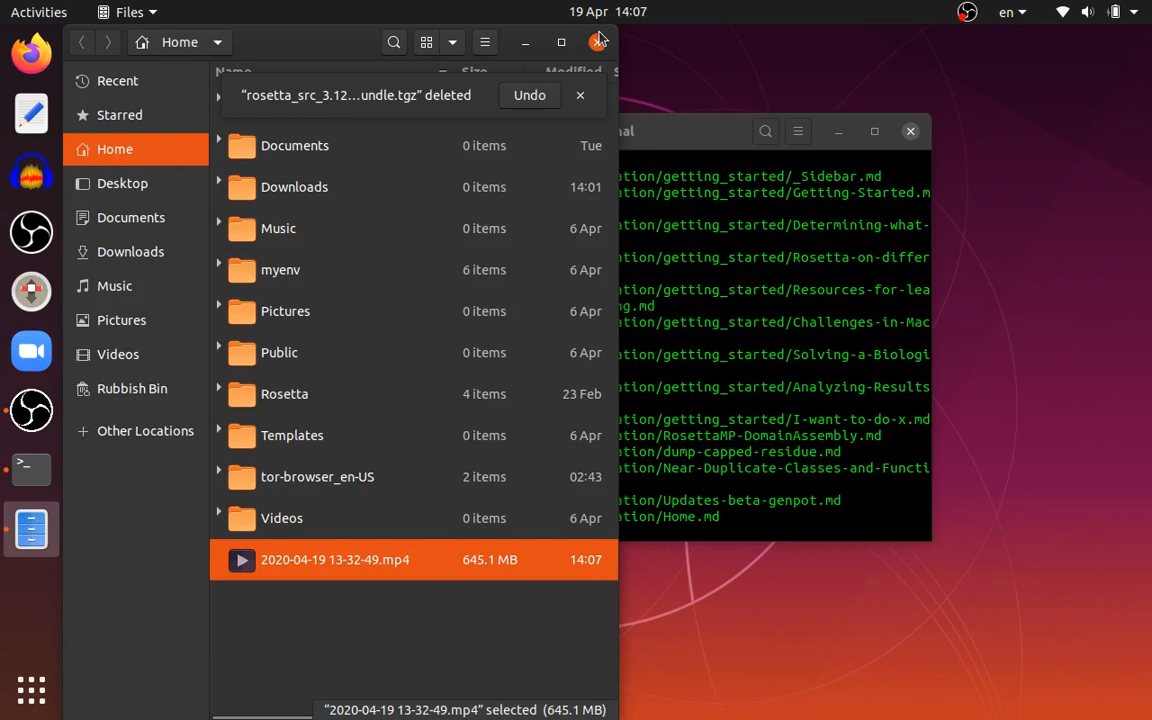 Activities
Files
19 Apr 14:07
en
Home
Name Size Modified
"rosetta_src_3.12...undle.tgz" deleted
Undo
Recent
Starred
Home
Desktop
Documents
Downloads
Music
Pictures
Videos
Rubbish Bin
Other Locations
Documents 0 items Tue
Downloads 0 items 14:01
Music 0 items 6 Apr
myenv 6 items 6 Apr
Pictures 0 items 6 Apr
Public 0 items 6 Apr
Rosetta 4 items 23 Feb
Templates 0 items 6 Apr
tor-browser_en-US 2 items 02:43
Videos 0 items 6 Apr
2020-04-19 13-32-49.mp4 645.1 MB 14:07
"2020-04-19 13-32-49.mp4" selected (645.1 MB)
nal
ation/getting_started/_Sidebar.md
ation/getting_started/Getting-Started.m
ation/getting_started/Determining-what-
ation/getting_started/Rosetta-on-differ
ation/getting_started/Resources-for-lea
ng.md
ation/getting_started/Challenges-in-Mac
ation/getting_started/Solving-a-Biologi
ation/getting_started/Analyzing-Results
ation/getting_started/I-want-to-do-x.md
ation/RosettaMP-DomainAssembly.md
ation/dump-capped-residue.md
ation/Near-Duplicate-Classes-and-Functi
ation/Updates-beta-genpot.md
ation/Home.md